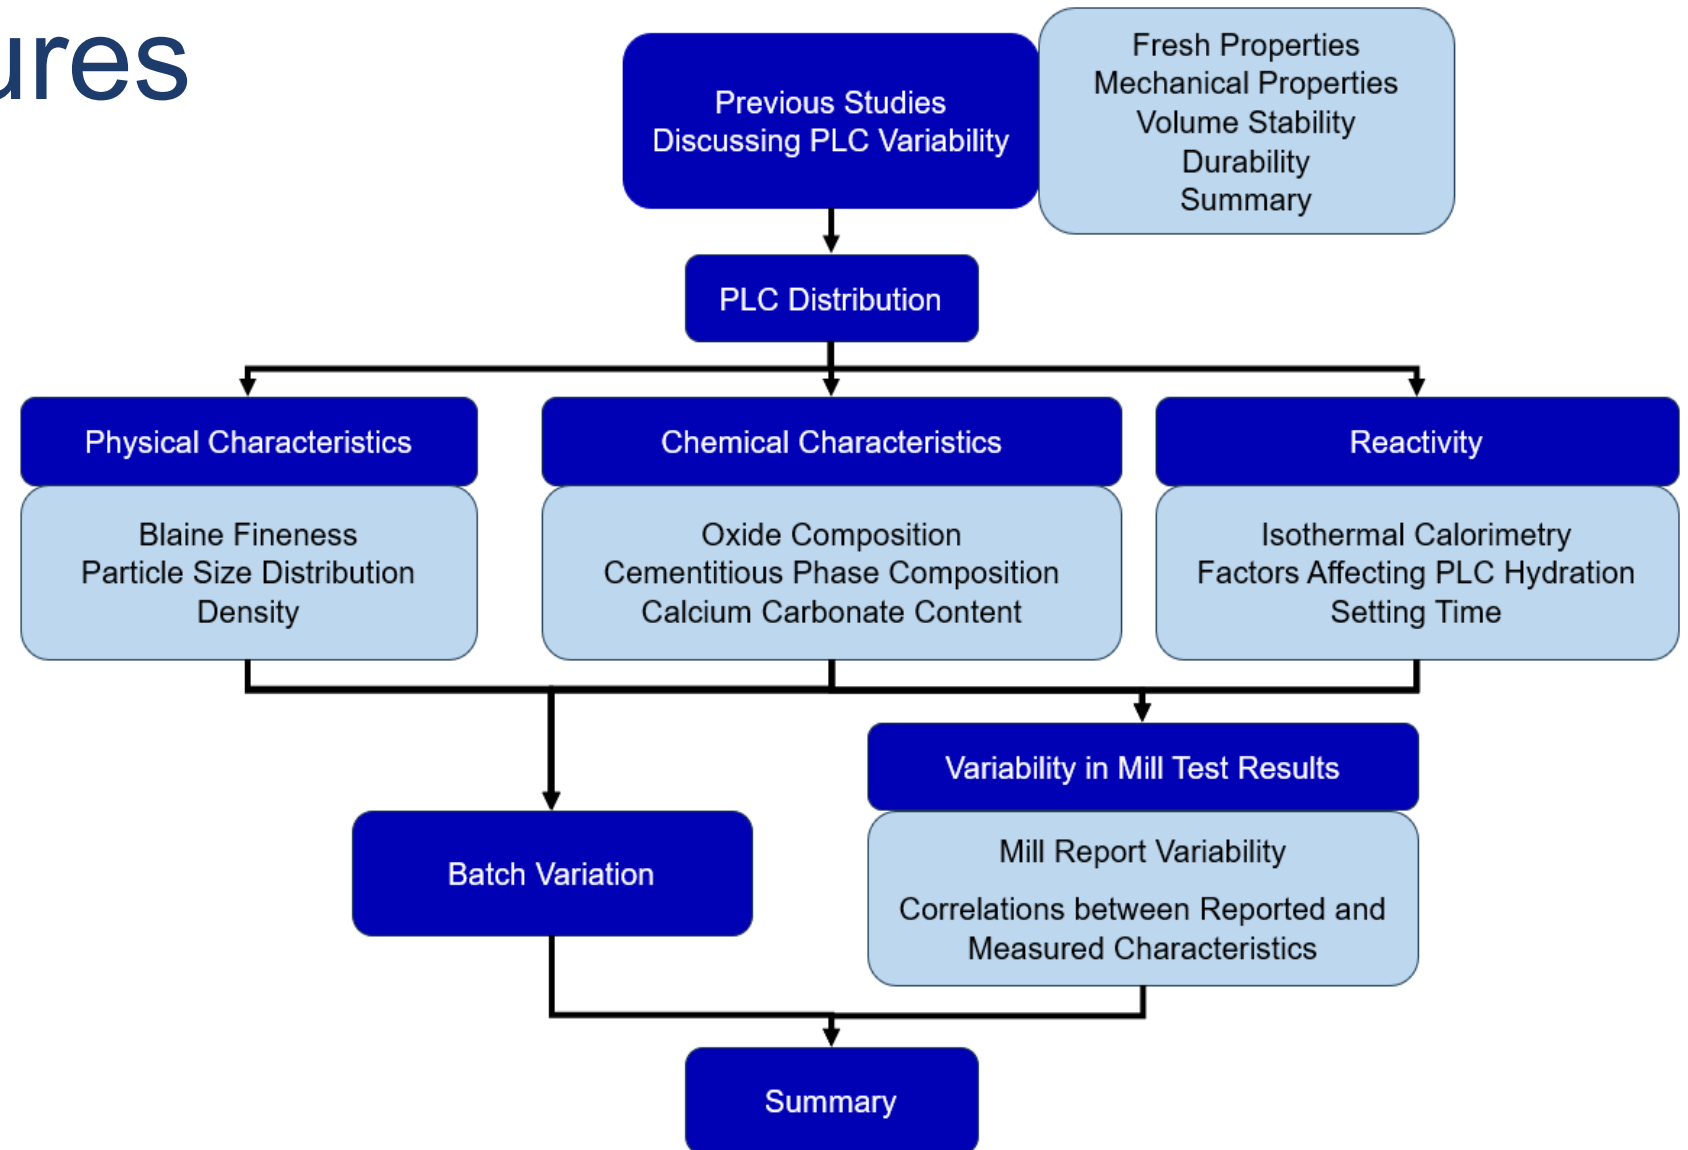 ures
Previous Studies
Discussing PLC Variability
Fresh Properties
Mechanical Properties
Volume Stability
Durability
Summary
PLC Distribution
Physical Characteristics
Blaine Fineness
Particle Size Distribution
Density
Chemical Characteristics
Oxide Composition
Cementitious Phase Composition
Calcium Carbonate Content
Reactivity
Isothermal Calorimetry
Factors Affecting PLC Hydration
Setting Time
Batch Variation
Variability in Mill Test Results
Mill Report Variability
Correlations between Reported and
Measured Characteristics
Summary